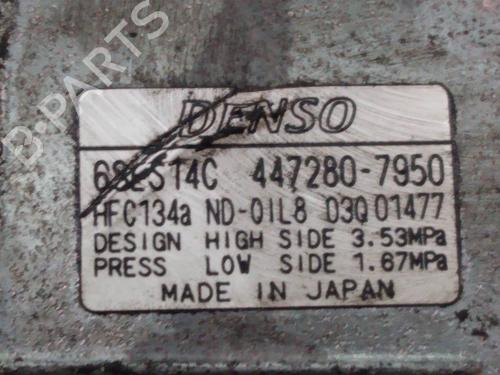 B-PARTS
DENSO
6SES14C 447280-7950
HFC134a ND-OIL8 03Q01477
DESIGN HIGH SIDE 3.53MPa
PRESS LOW SIDE 1.67MPa
MADE IN JAPAN